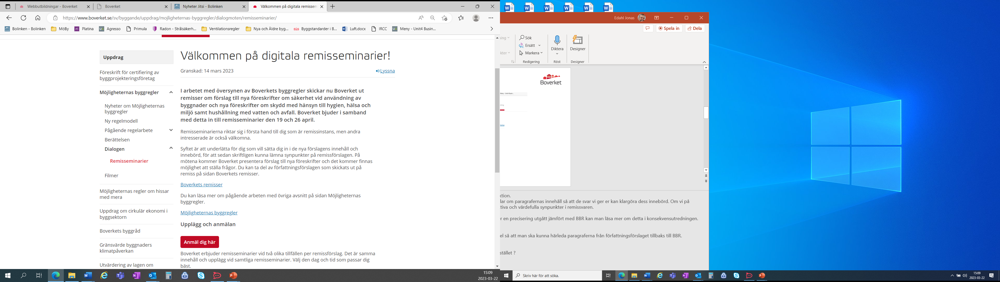 Webbutbildningar - Boverket
Boverket
Nyheter Jitsi - Bolinken
Välkommen på digitala remissem
https://www.boverket.se/sv/byggande/uppdrag/mojligheternas-byggregler/dialogmoten/remisseminarier/
Bolinken - Bolinken
MöBy
Platina
Agresso
Primula
Radon - Strålsäkerh...
Ventilationsregler
Nya och Äldre byg...
sis Byggstandarder i B...
Luft.docx
IRCC
Meny - Unit4 Busin...
Uppdrag
Föreskrift för certifiering av
byggprojekteringsföretag
Möjligheternas byggregler
Nyheter om Möjligheternas
byggregler
Ny regelmodell
Pågående regelarbete
Berättelsen
Dialogen
Remisseminarier
Filmer
Möjligheternas regler om hissar
med mera
Uppdrag om cirkulär ekonomi i
byggsektorn
Boverkets byggråd
Gränsvärde byggnaders
klimatpåverkan
Utvärdering av lagen om
Välkommen på digitala remisseminarier!
Granskad: 14 mars 2023
Lyssna
I arbetet med översynen av Boverkets byggregler skickar nu Boverket ut
remisser om förslag till nya föreskrifter om säkerhet vid användning av
byggnader och nya föreskrifter om skydd med hänsyn till hygien, hälsa och
miljö samt hushållning med vatten och avfall. Boverket bjuder i samband
med detta in till remisseminarier den 19 och 26 april.
Remisseminarierna riktar sig i första hand till dig som är remissinstans, men andra
intresserade är också välkomna.
Syftet är att underlätta för dig som vill sätta dig in i de nya förslagens innehåll och
innebörd, för att sedan skriftligen kunna lämna synpunkter på remissförslagen. På
mötena kommer Boverket presentera förslag till nya föreskrifter och det kommer finnas
möjlighet att ställa frågor. Du kan ta del av författningsförslagen som skickats ut på
remiss på sidan Boverkets remisser.
Boverkets remisser
Du kan läsa mer om pågående arbeten med övriga avsnitt på sidan Möjligheternas
byggregler.
Möjligheternas byggregler
Upplägg och anmälan
Anmäl dig här
Boverket erbjuder remisseminarier vid två olika tillfällen per remissförslag. Det är samma
innehåll och upplägg vid samtliga remisseminarier. Välj den dag och tid som passar dig
bäst.
15:09
2023-03-22
Edahl Jonas
Spela in
Dela
ning
kter
Sök
Ersätt
Markera
Redigering
Diktera
Röst
Designer
Designer
Boverket
Meny - Unit4 Busin...
ktion.
lar om paragrafernas innehåll så att de svar vi ger er kan klargöra dess innebörd. Om vi på
ktiva och värdefulla synpunkter i remissvaren.
er en precisering utgått jämfört med BBR kan man läsa mer om detta i konsekvensutredningen.
el så att man ska kunna härleda paragraferna från författningsförslaget tillbaks till BBR.
stället ?
Skriv här för att söka.
15:09
2023-03-22